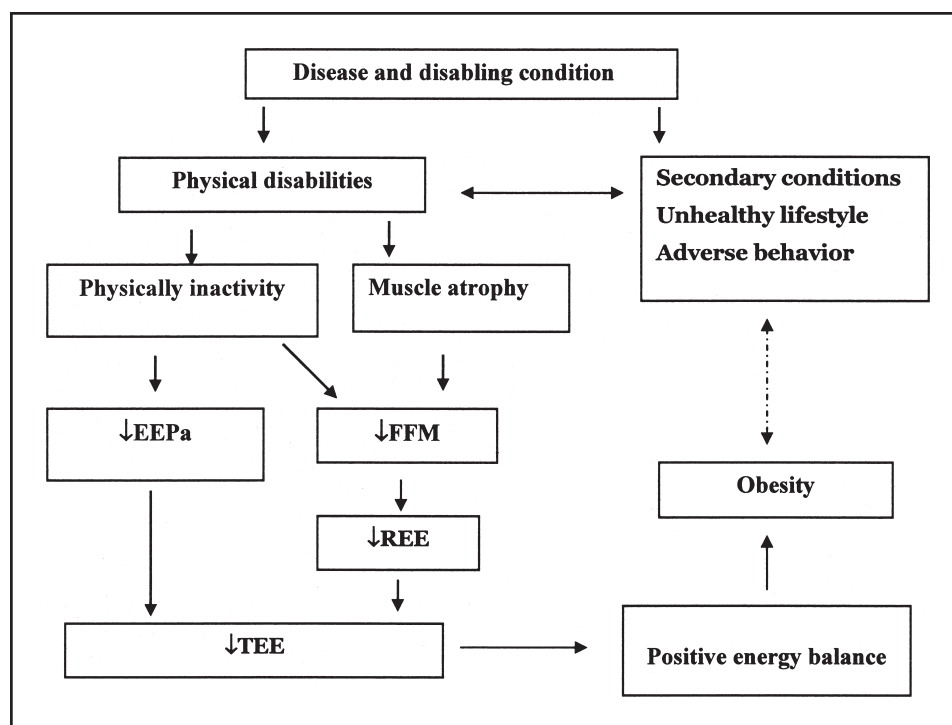 Disease and disabling condition
Physical disabilities
Secondary conditions
Unhealthy lifestyle
Adverse behavior
Physically inactivity
Muscle atrophy
↓EEPa
↓FFM
Obesity
↓REE
↓TEE
Positive energy balance